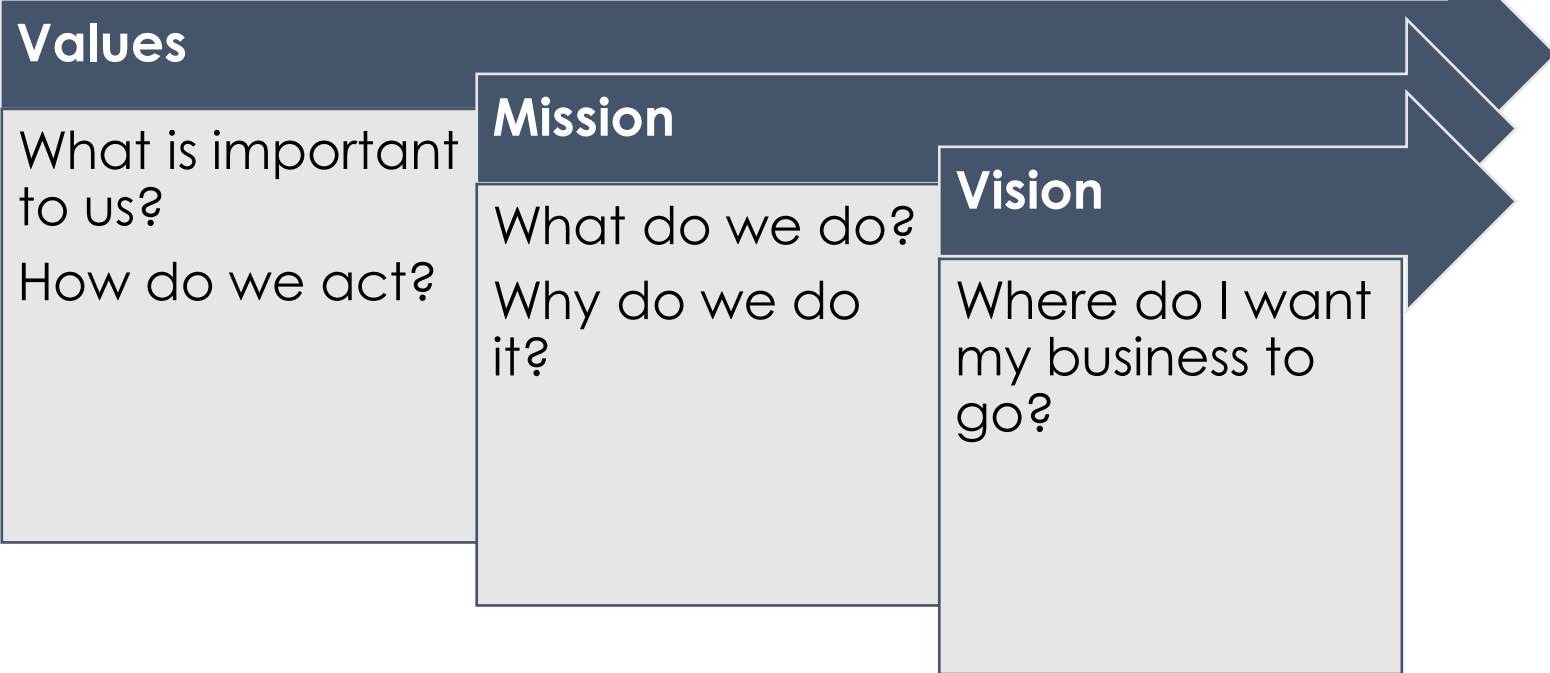 Values
What is important
to us?
How do we act?
Mission
What do we do?
Why do we do
it?
Vision
Where do I want
my business to
go?